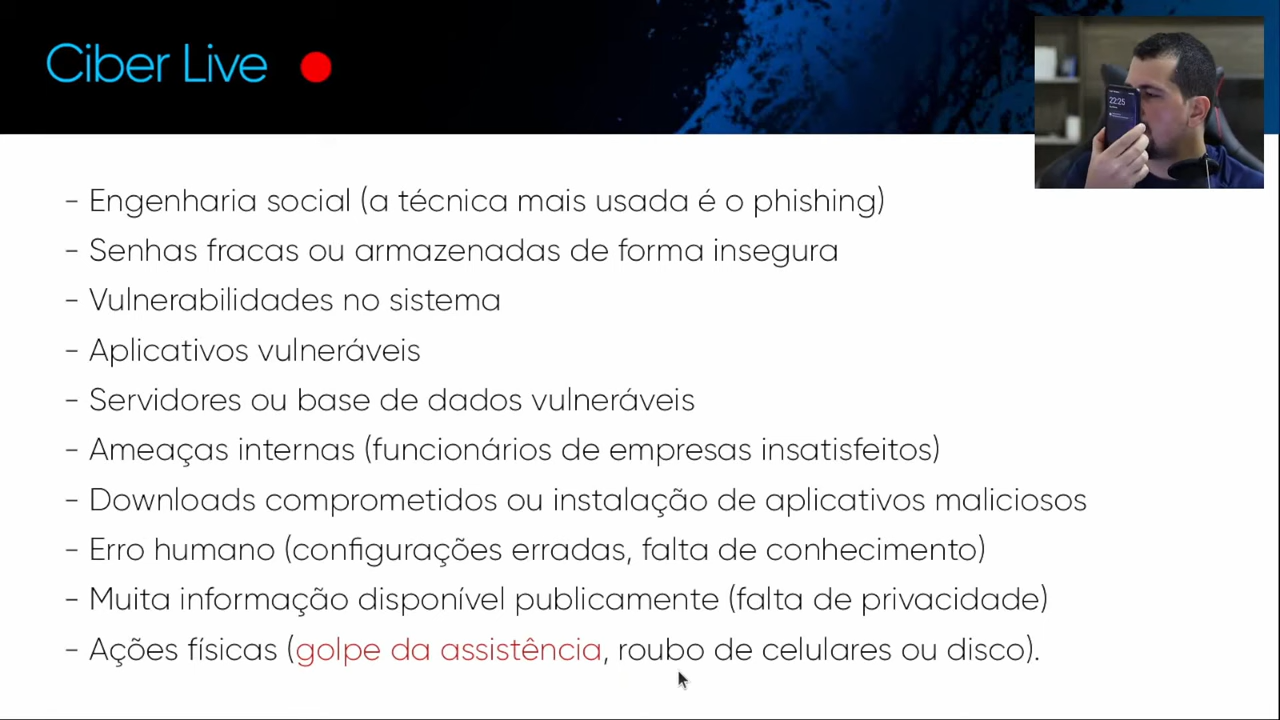 Ciber Live
22:25
- Engenharia social (a técnica mais usada é o phishing)
- Senhas fracas ou armazenadas de forma insegura
- Vulnerabilidades no sistema
- Aplicativos vulneráveis
- Servidores ou base de dados vulneráveis
- Ameaças internas (funcionários de empresas insatisfeitos)
- Downloads comprometidos ou instalação de aplicativos maliciosos
- Erro humano (configurações erradas, falta de conhecimento)
- Muita informação disponível publicamente (falta de privacidade)
- Ações físicas (golpe da assistência, roubo de celulares ou disco).